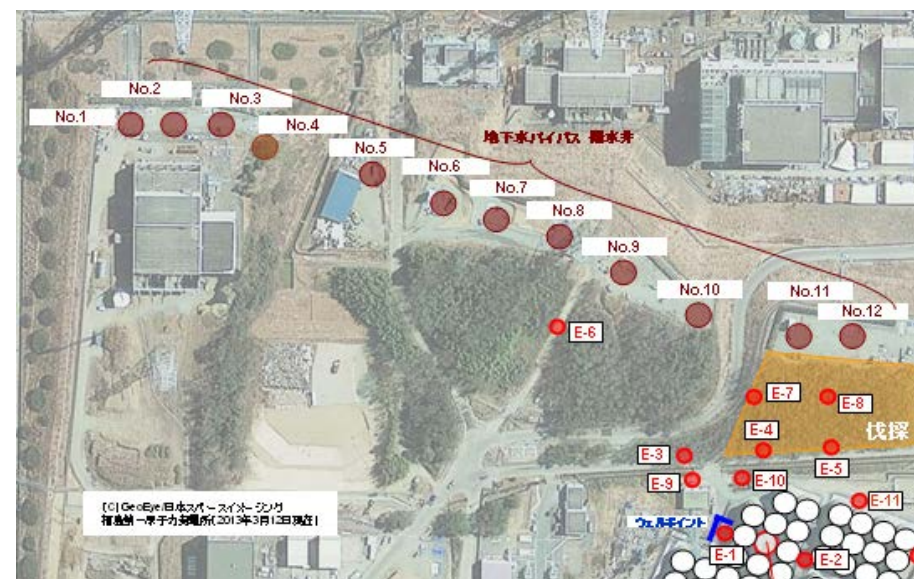 No.1
No.2
No.3
No.4
No.5
No.6
No.7
No.8
No.9
No.10
No.11
No.12
地下水バイパス 揚水井
E-6
E-7
E-8
伐採
E-4
E-5
E-3
E-9
E-10
E-11
ウェルポイント
E-1
E-2
(C)GeoEye/日本スペースイメージング
福島第一原子力発電所(2013年3月12日現在)